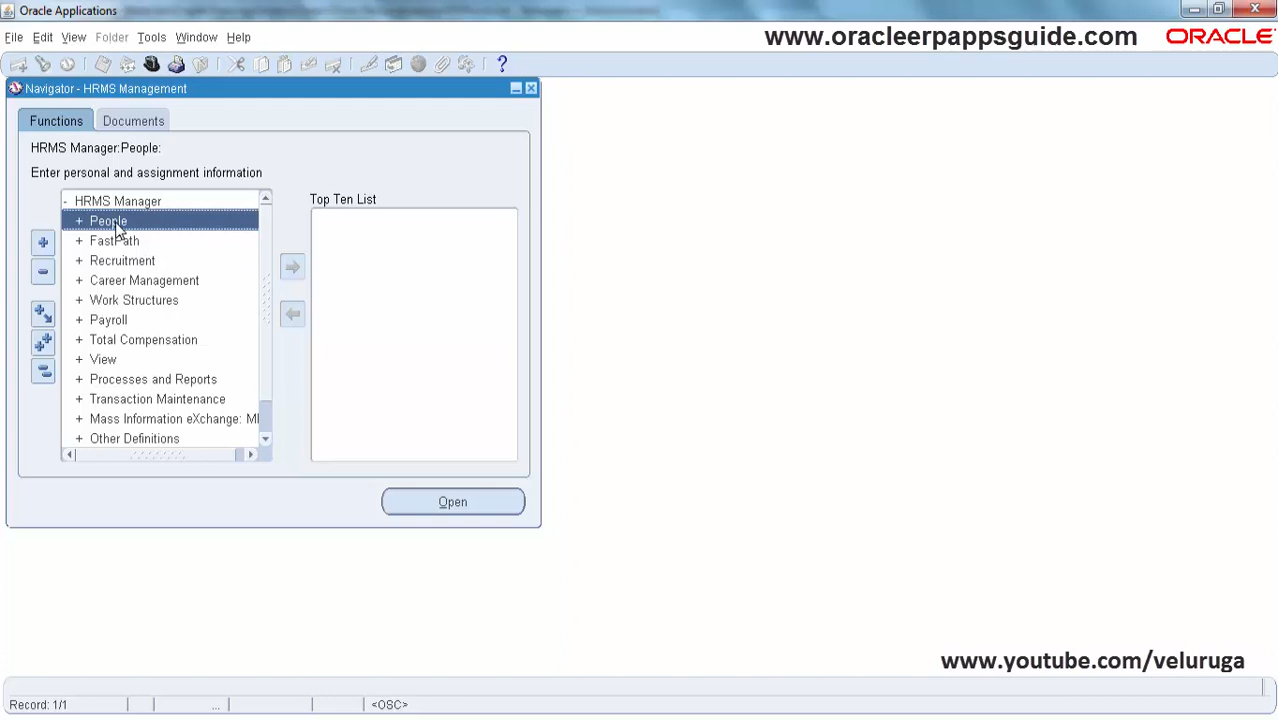 Oracle Applications
File Edit View Folder Tools Window Help
www.oracleerpappsguide.com ORACLE
Navigator - HRMS Management
Functions Documents
HRMS Manager:People:
Enter personal and assignment information
Top Ten List
- HRMS Manager
+ People
+ FastPath
+ Recruitment
+ Career Management
+ Work Structures
+ Payroll
+ Total Compensation
+ View
+ Processes and Reports
+ Transaction Maintenance
+ Mass Information eXchange: MI
+ Other Definitions
Open
www.youtube.com/veluruga
Record: 1/1 ... <OSC>